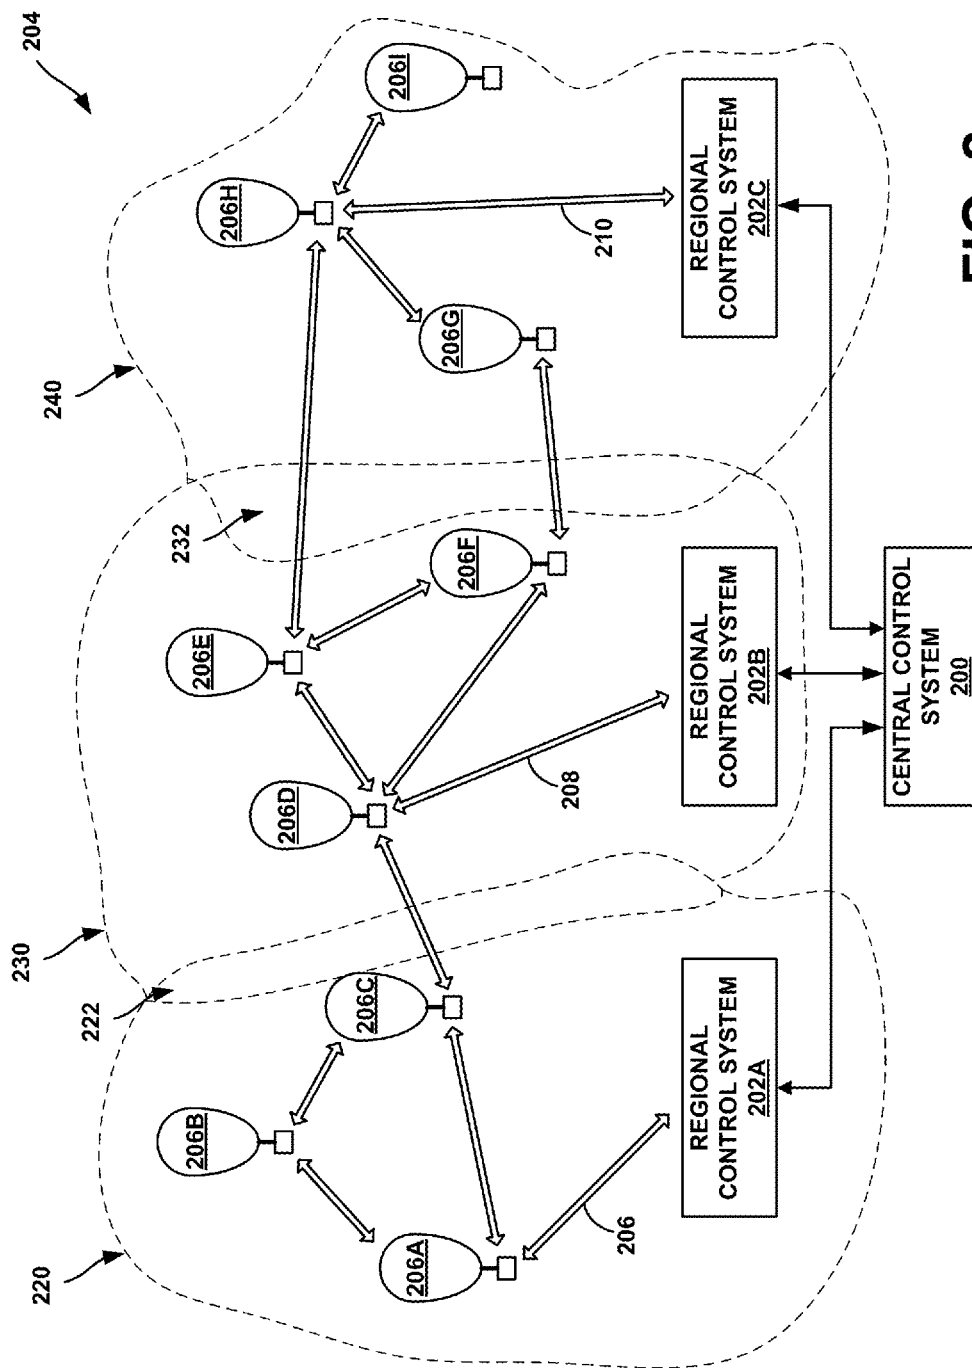 204
230
220
240
222
232
206E
206B
206H
206D
206C
206A
206I
206G
206F
208
206
210
REGIONAL
CONTROL SYSTEM
202A
REGIONAL
CONTROL SYSTEM
202B
REGIONAL
CONTROL SYSTEM
202C
CENTRAL CONTROL
SYSTEM
200
FIG.